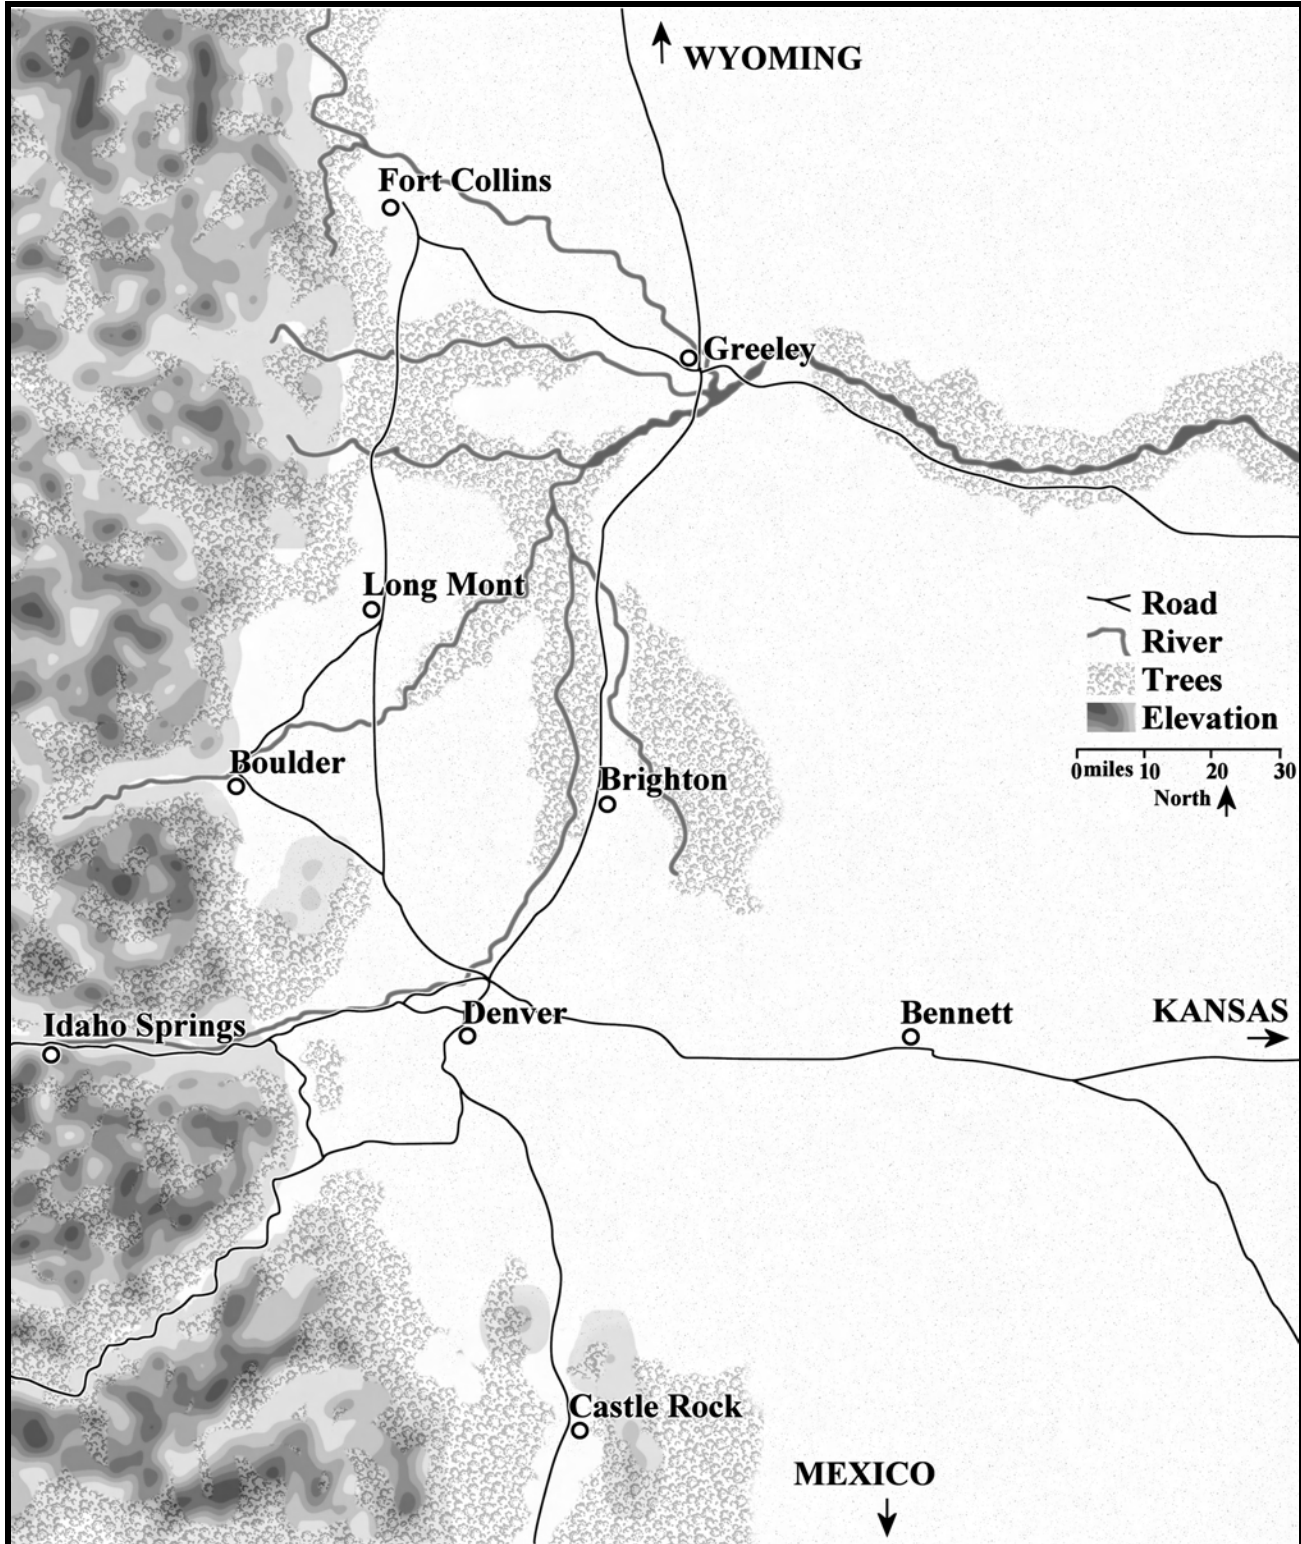 WYOMING
Fort Collins
Greeley
Long Mont
Road
River
Trees
Elevation
0miles 10 20 30
North
Boulder
Brighton
Idaho Springs
Denver
Bennett
KANSAS
Castle Rock
MEXICO